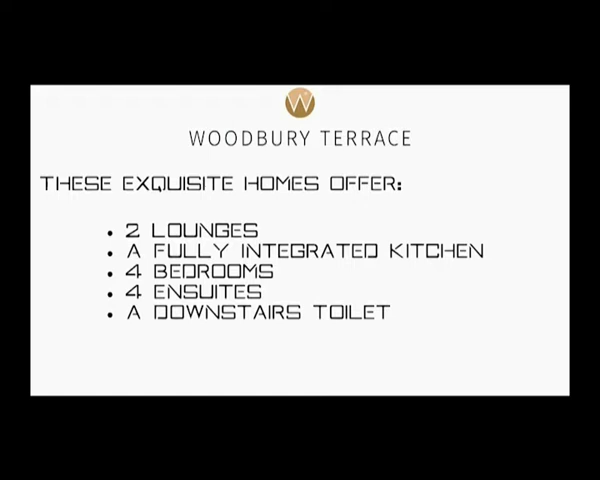 W
WOODBURY TERRACE
THESE EXQUISITE HOMES OFFER:
• 2 LOUNGES
• A FULLY INTEGRATED KITCHEN
• 4 BEDROOMS
• 4 ENSUITES
• A DOWNSTAIRS TOILET